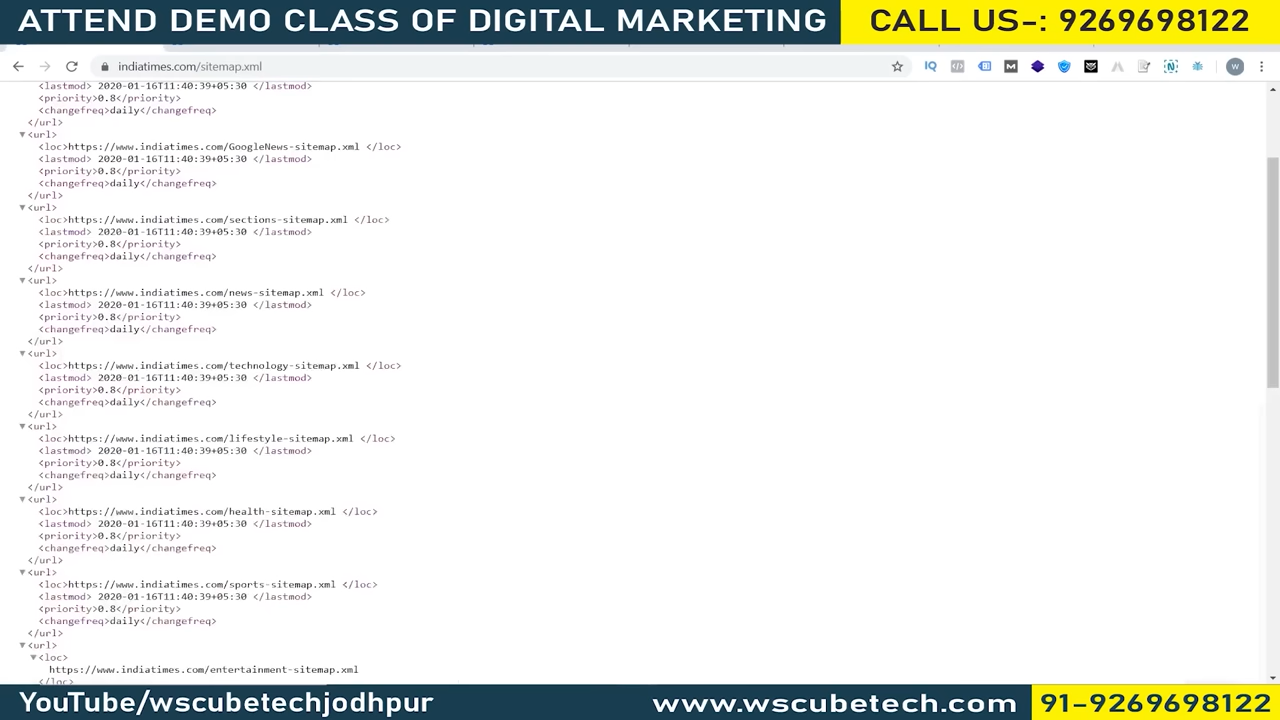 ATTEND DEMO CLASS OF DIGITAL MARKETING
CALL US-: 9269698122
indiatimes.com/sitemap.xml
<lastmod> 2020-01-16T11:40:39+05:30 </lastmod>
<priority>0.8</priority>
<changefreq>daily</changefreq>
</url>
▼<url>
<loc>https://www.indiatimes.com/GoogleNews-sitemap.xml </loc>
<lastmod> 2020-01-16T11:40:39+05:30 </lastmod>
<priority>0.8</priority>
<changefreq>daily</changefreq>
</url>
▼<url>
<loc>https://www.indiatimes.com/sections-sitemap.xml </loc>
<lastmod> 2020-01-16T11:40:39+05:30 </lastmod>
<priority>0.8</priority>
<changefreq>daily</changefreq>
</url>
▼<url>
<loc>https://www.indiatimes.com/news-sitemap.xml </loc>
<lastmod> 2020-01-16T11:40:39+05:30 </lastmod>
<priority>0.8</priority>
<changefreq>daily</changefreq>
</url>
▼<url>
<loc>https://www.indiatimes.com/technology-sitemap.xml </loc>
<lastmod> 2020-01-16T11:40:39+05:30 </lastmod>
<priority>0.8</priority>
<changefreq>daily</changefreq>
</url>
▼<url>
<loc>https://www.indiatimes.com/lifestyle-sitemap.xml </loc>
<lastmod> 2020-01-16T11:40:39+05:30 </lastmod>
<priority>0.8</priority>
<changefreq>daily</changefreq>
</url>
▼<url>
<loc>https://www.indiatimes.com/health-sitemap.xml </loc>
<lastmod> 2020-01-16T11:40:39+05:30 </lastmod>
<priority>0.8</priority>
<changefreq>daily</changefreq>
</url>
▼<url>
<loc>https://www.indiatimes.com/sports-sitemap.xml </loc>
<lastmod> 2020-01-16T11:40:39+05:30 </lastmod>
<priority>0.8</priority>
<changefreq>daily</changefreq>
</url>
▼<url>
▼<loc>
https://www.indiatimes.com/entertainment-sitemap.xml
</loc>
YouTube/wscubetechjodhpur
www.wscubetech.com
91-9269698122